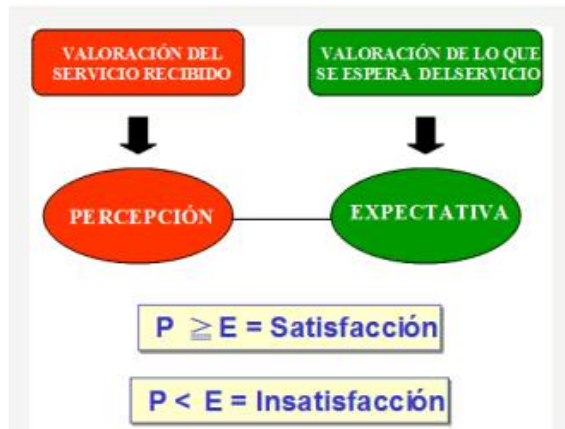 VALORACIÓN DEL
SERVICIO RECIBIDO
VALORACIÓN DE LO QUE
SE ESPERA DELSERVICIO
PERCEPCIÓN
EXPECTATIVA
P ≧ E = Satisfacción
P < E = Insatisfacción